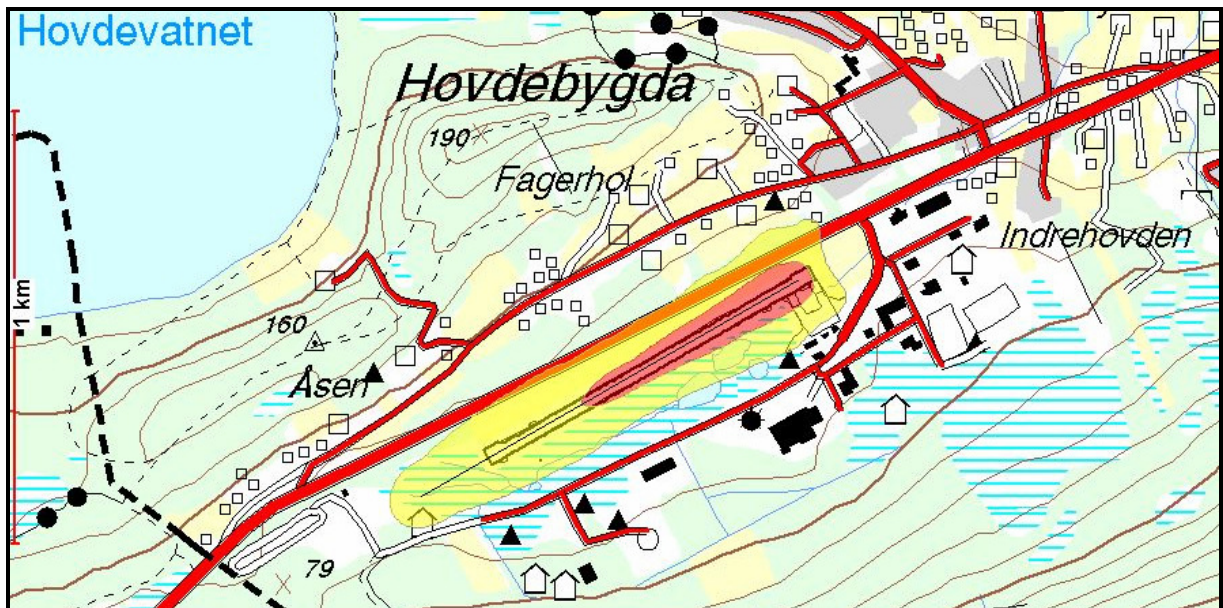 Hovdevatnet
Hovdebygda
190
Fagerhol
Indrehovden
1 km
160
Åsen
79